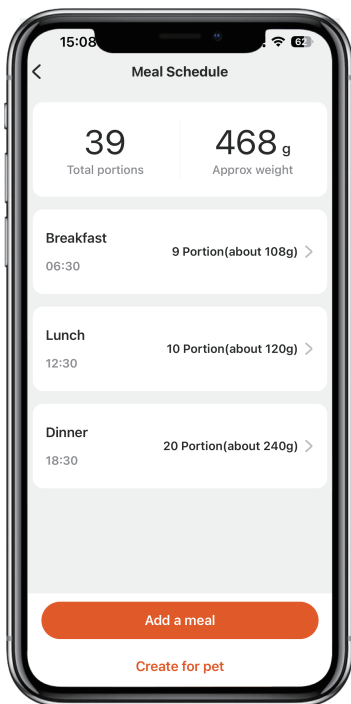 15:08
62
Meal Schedule
39
468 g
Total portions
Approx weight
Breakfast
9 Portion(about 108g)
06:30
Lunch
10 Portion(about 120g)
12:30
Dinner
20 Portion(about 240g)
18:30
Add a meal
Create for pet